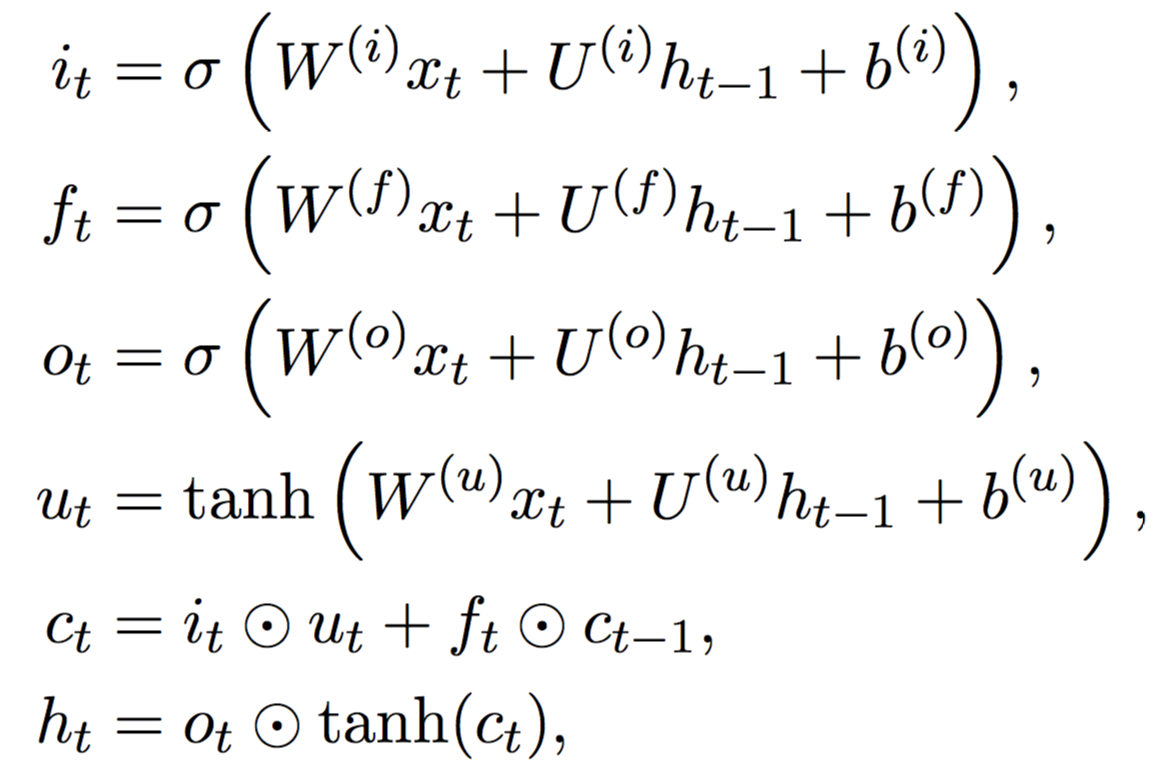 i_t = σ ( W^{(i)} x_t + U^{(i)} h_{t−1} + b^{(i)} ) ,
f_t = σ ( W^{(f)} x_t + U^{(f)} h_{t−1} + b^{(f)} ) ,
o_t = σ ( W^{(o)} x_t + U^{(o)} h_{t−1} + b^{(o)} ) ,
u_t = tanh ( W^{(u)} x_t + U^{(u)} h_{t−1} + b^{(u)} ) ,
c_t = i_t ⊙ u_t + f_t ⊙ c_{t−1},
h_t = o_t ⊙ tanh(c_t),